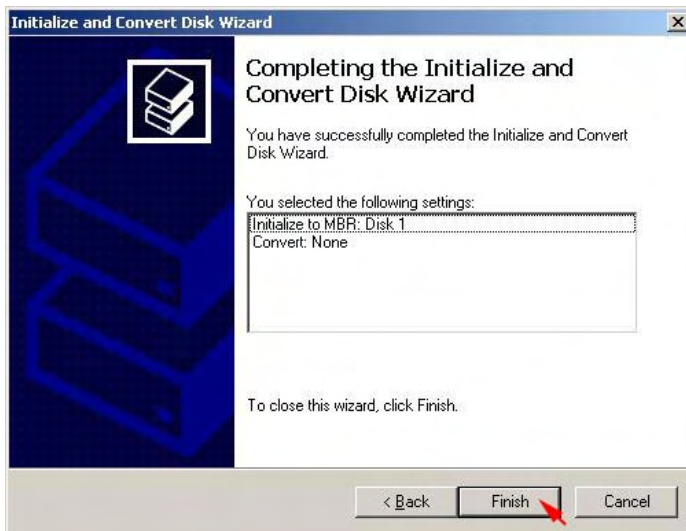 Initialize and Convert Disk Wizard
Completing the Initialize and
Convert Disk Wizard
You have successfully completed the Initialize and Convert
Disk Wizard.
You selected the following settings:
Initialize to MBR: Disk 1
Convert: None
To close this wizard, click Finish.
< Back Finish Cancel